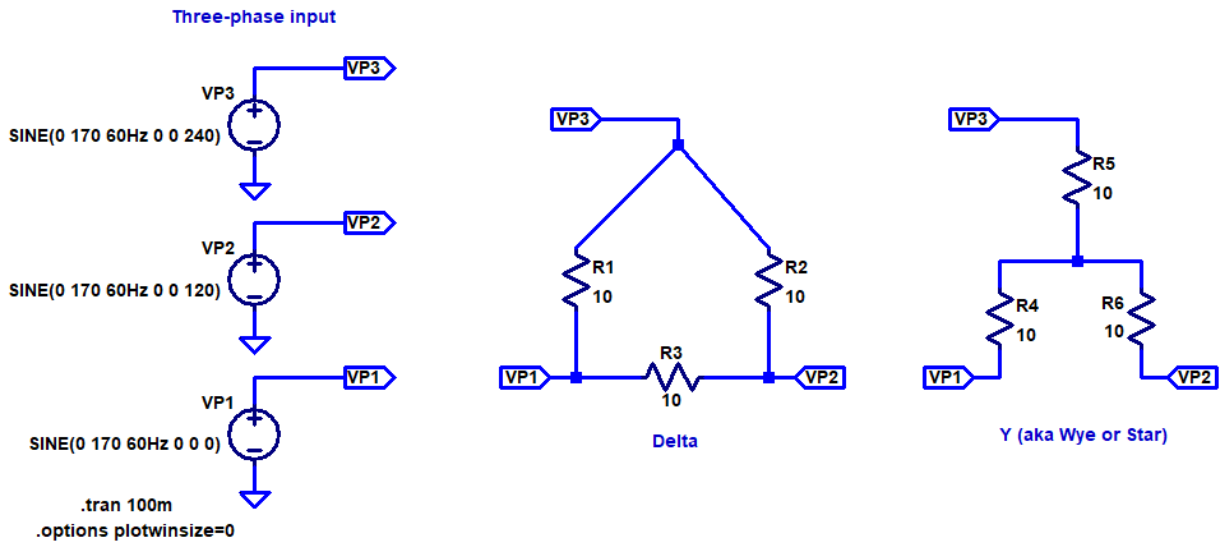 Three-phase input
VP3
VP3
SINE(0 170 60Hz 0 0 240)
VP2
VP2
SINE(0 170 60Hz 0 0 120)
VP1
VP1
SINE(0 170 60Hz 0 0 0)
.tran 100m
.options plotwinsize=0
VP3
R1
10
R2
10
R3
10
VP1
VP2
Delta
VP3
R5
10
R4
10
R6
10
VP1
VP2
Y (aka Wye or Star)